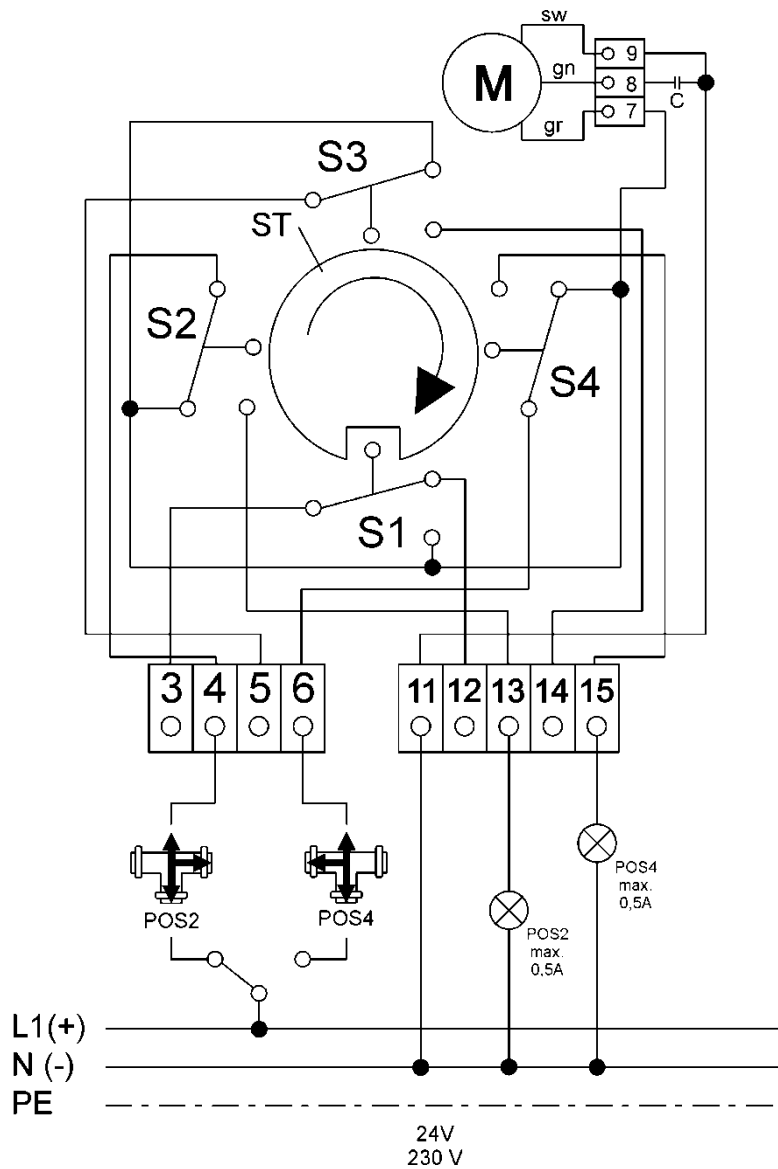 sw
M
9
gn
8
C
7
gr
S3
ST
S2
S4
S1
3 4 5 6
11 12 13 14 15
POS2
POS4
POS4
max.
0,5A
POS2
max.
0,5A
L1(+)
N (-)
PE
24V
230 V